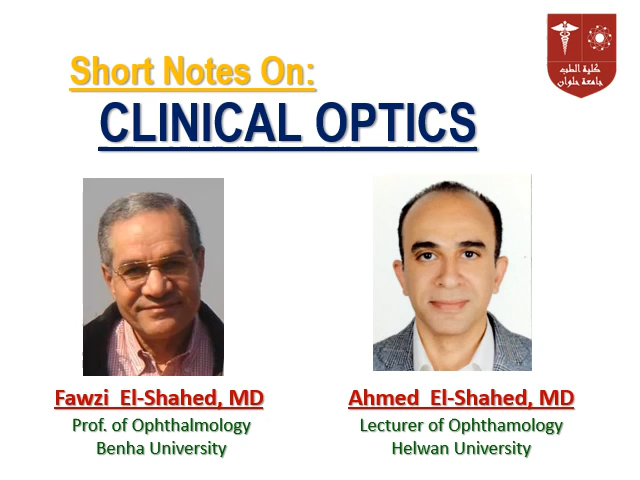 كلية الطب
جامعة حلوان
Short Notes On:
CLINICAL OPTICS
Fawzi El-Shahed, MD
Prof. of Ophthalmology
Benha University
Ahmed El-Shahed, MD
Lecturer of Ophthamology
Helwan University